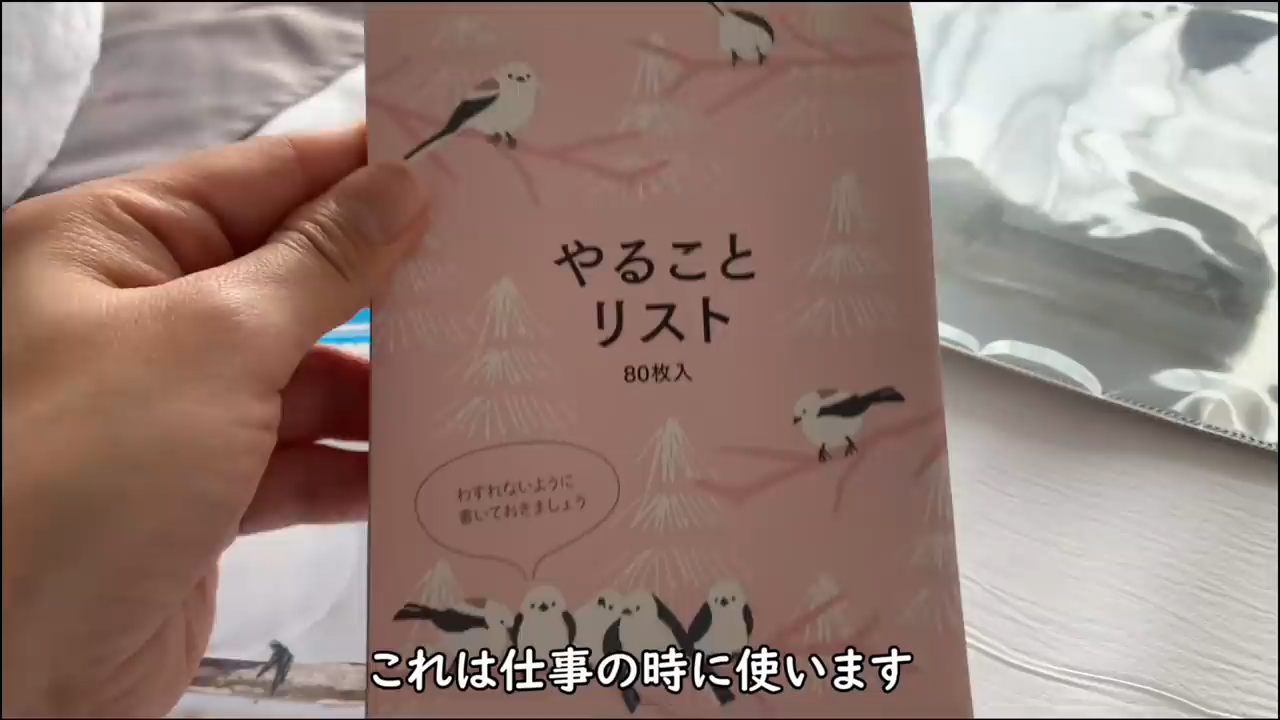 やること
リスト
80枚入
わすれないように
書いておきましょう
これは仕事の時に使います